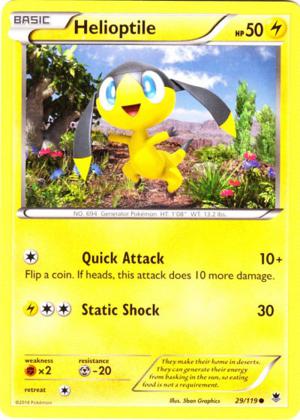 BASIC
Helioptile
HP50
NO. 694 Generator Pokémon HT: 1'08" WT: 13.2 lbs.
Quick Attack 10+
Flip a coin. If heads, this attack does 10 more damage.
Static Shock 30
weakness resistance
×2 -20
retreat
They make their home in deserts.
They can generate their energy
from basking in the sun, so eating
food is not a requirement.
©2014 Pokémon
Illus. 5ban Graphics 29/119